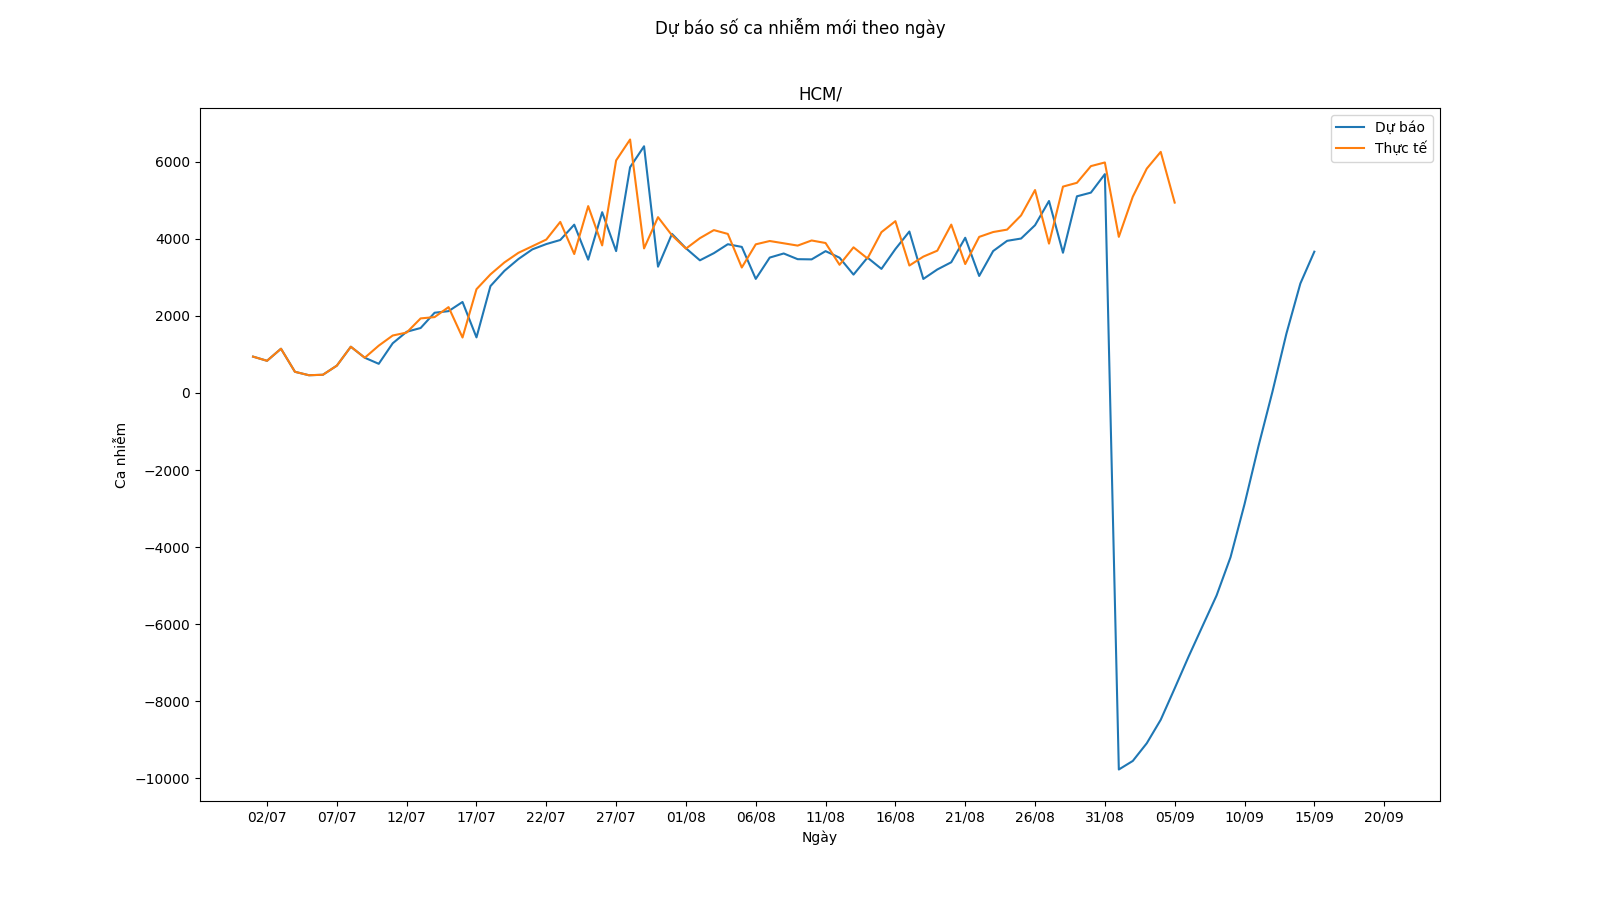 Dự báo số ca nhiễm mới theo ngày
HCM/
Dự báo
Thực tế
6000
4000
2000
0
−2000
−4000
−6000
−8000
−10000
Ca nhiễm
02/07 07/07 12/07 17/07 22/07 27/07 01/08 06/08 11/08 16/08 21/08 26/08 31/08 05/09 10/09 15/09 20/09
Ngày